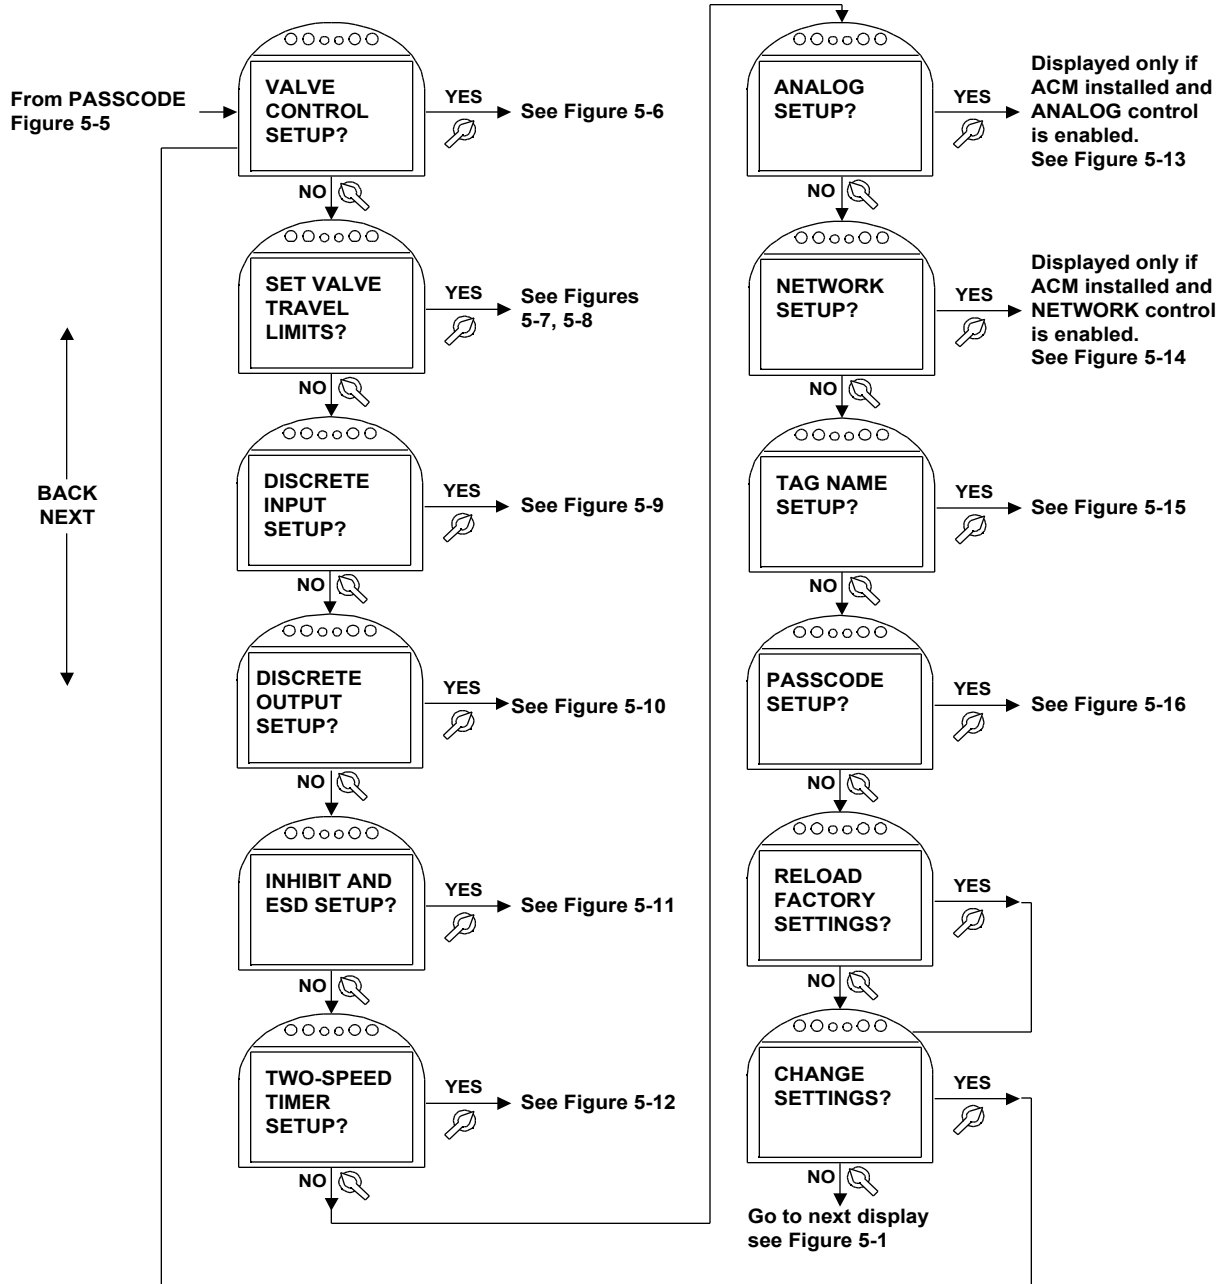 From PASSCODE
Figure 5-5
VALVE
CONTROL
SETUP?
YES
See Figure 5-6
NO
SET VALVE
TRAVEL
LIMITS?
YES
See Figures
5-7, 5-8
NO
BACK
NEXT
DISCRETE
INPUT
SETUP?
YES
See Figure 5-9
NO
DISCRETE
OUTPUT
SETUP?
YES
See Figure 5-10
NO
INHIBIT AND
ESD SETUP?
YES
See Figure 5-11
NO
TWO-SPEED
TIMER
SETUP?
YES
See Figure 5-12
NO
ANALOG
SETUP?
YES
Displayed only if
ACM installed and
ANALOG control
is enabled.
See Figure 5-13
NO
NETWORK
SETUP?
YES
Displayed only if
ACM installed and
NETWORK control
is enabled.
See Figure 5-14
NO
TAG NAME
SETUP?
YES
See Figure 5-15
NO
PASSCODE
SETUP?
YES
See Figure 5-16
NO
RELOAD
FACTORY
SETTINGS?
YES
NO
CHANGE
SETTINGS?
YES
NO
Go to next display
see Figure 5-1